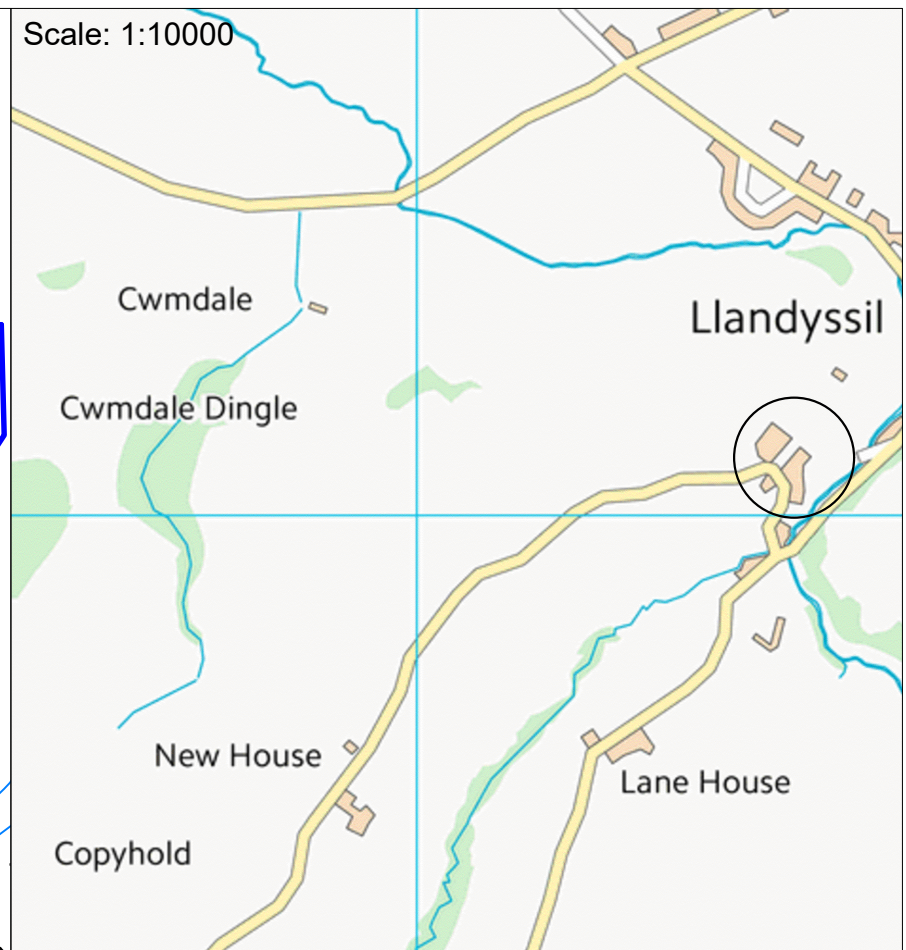 Scale: 1:10000
Cwmdale
Llandyssil
Cwmdale Dingle
New House
Lane House
Copyhold